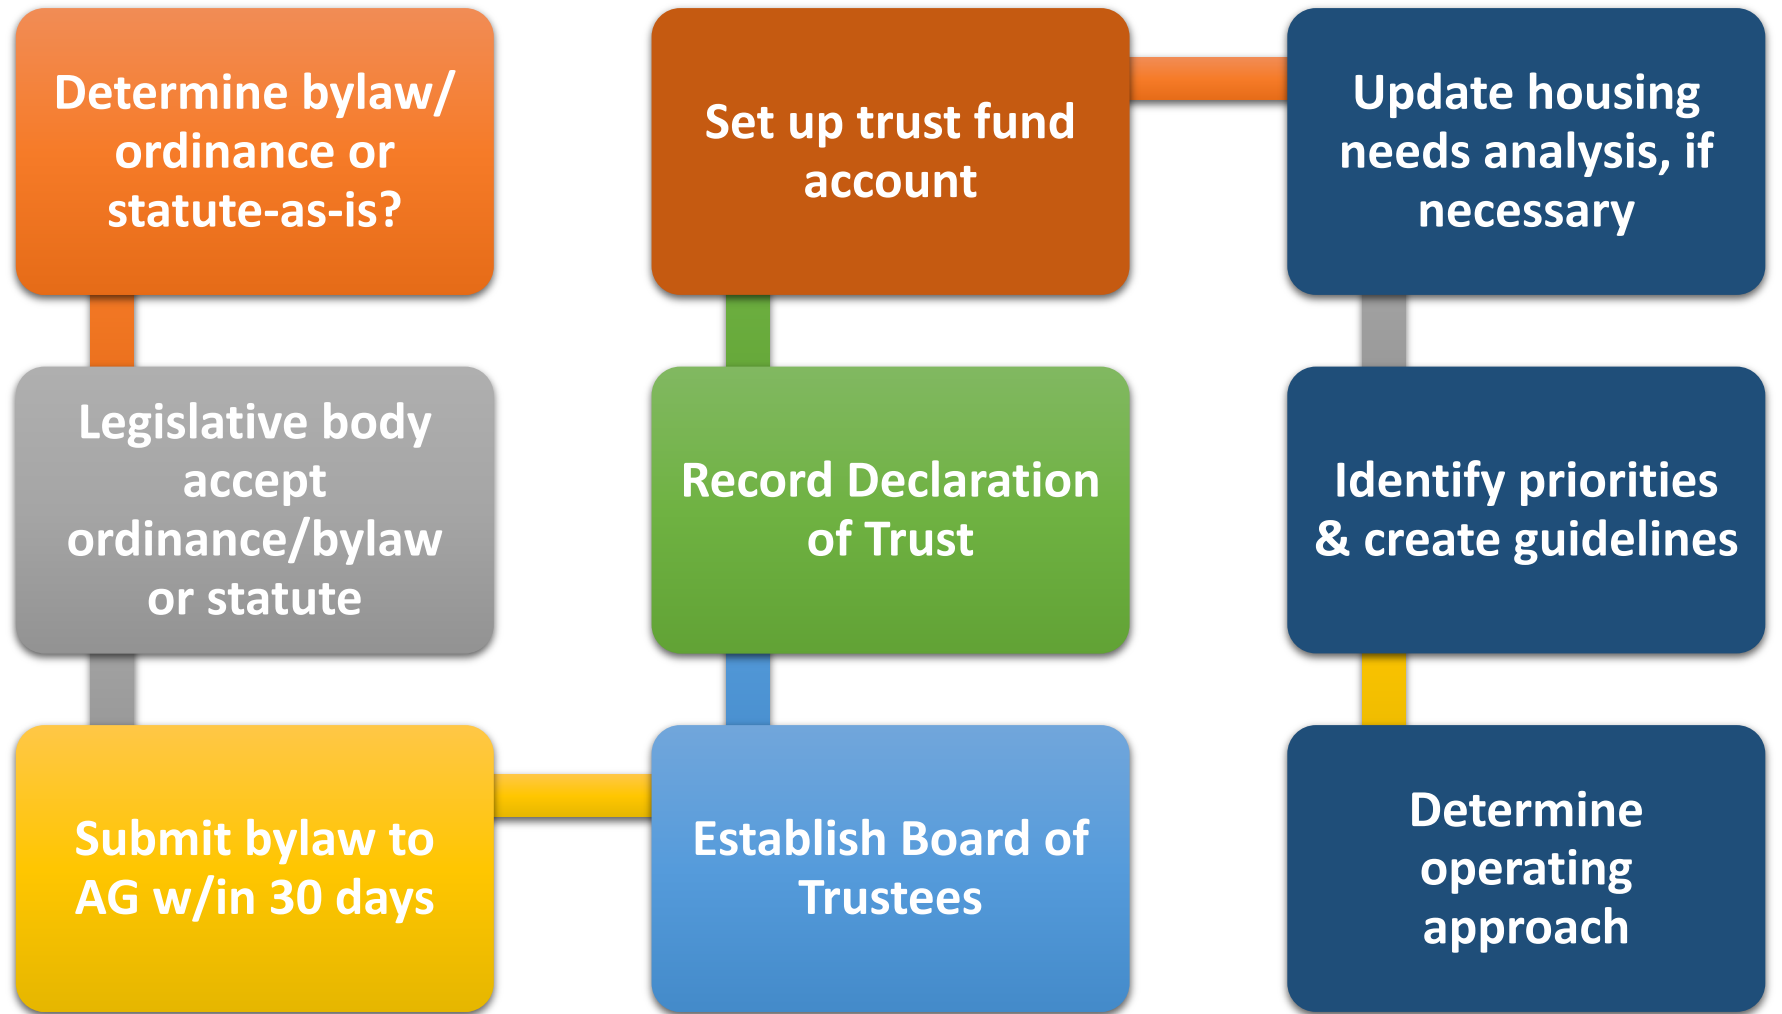 Determine bylaw/
ordinance or
statute-as-is?
Legislative body
accept
ordinance/bylaw
or statute
Submit bylaw to
AG w/in 30 days
Establish Board of
Trustees
Record Declaration
of Trust
Set up trust fund
account
Update housing
needs analysis, if
necessary
Identify priorities
& create guidelines
Determine
operating
approach